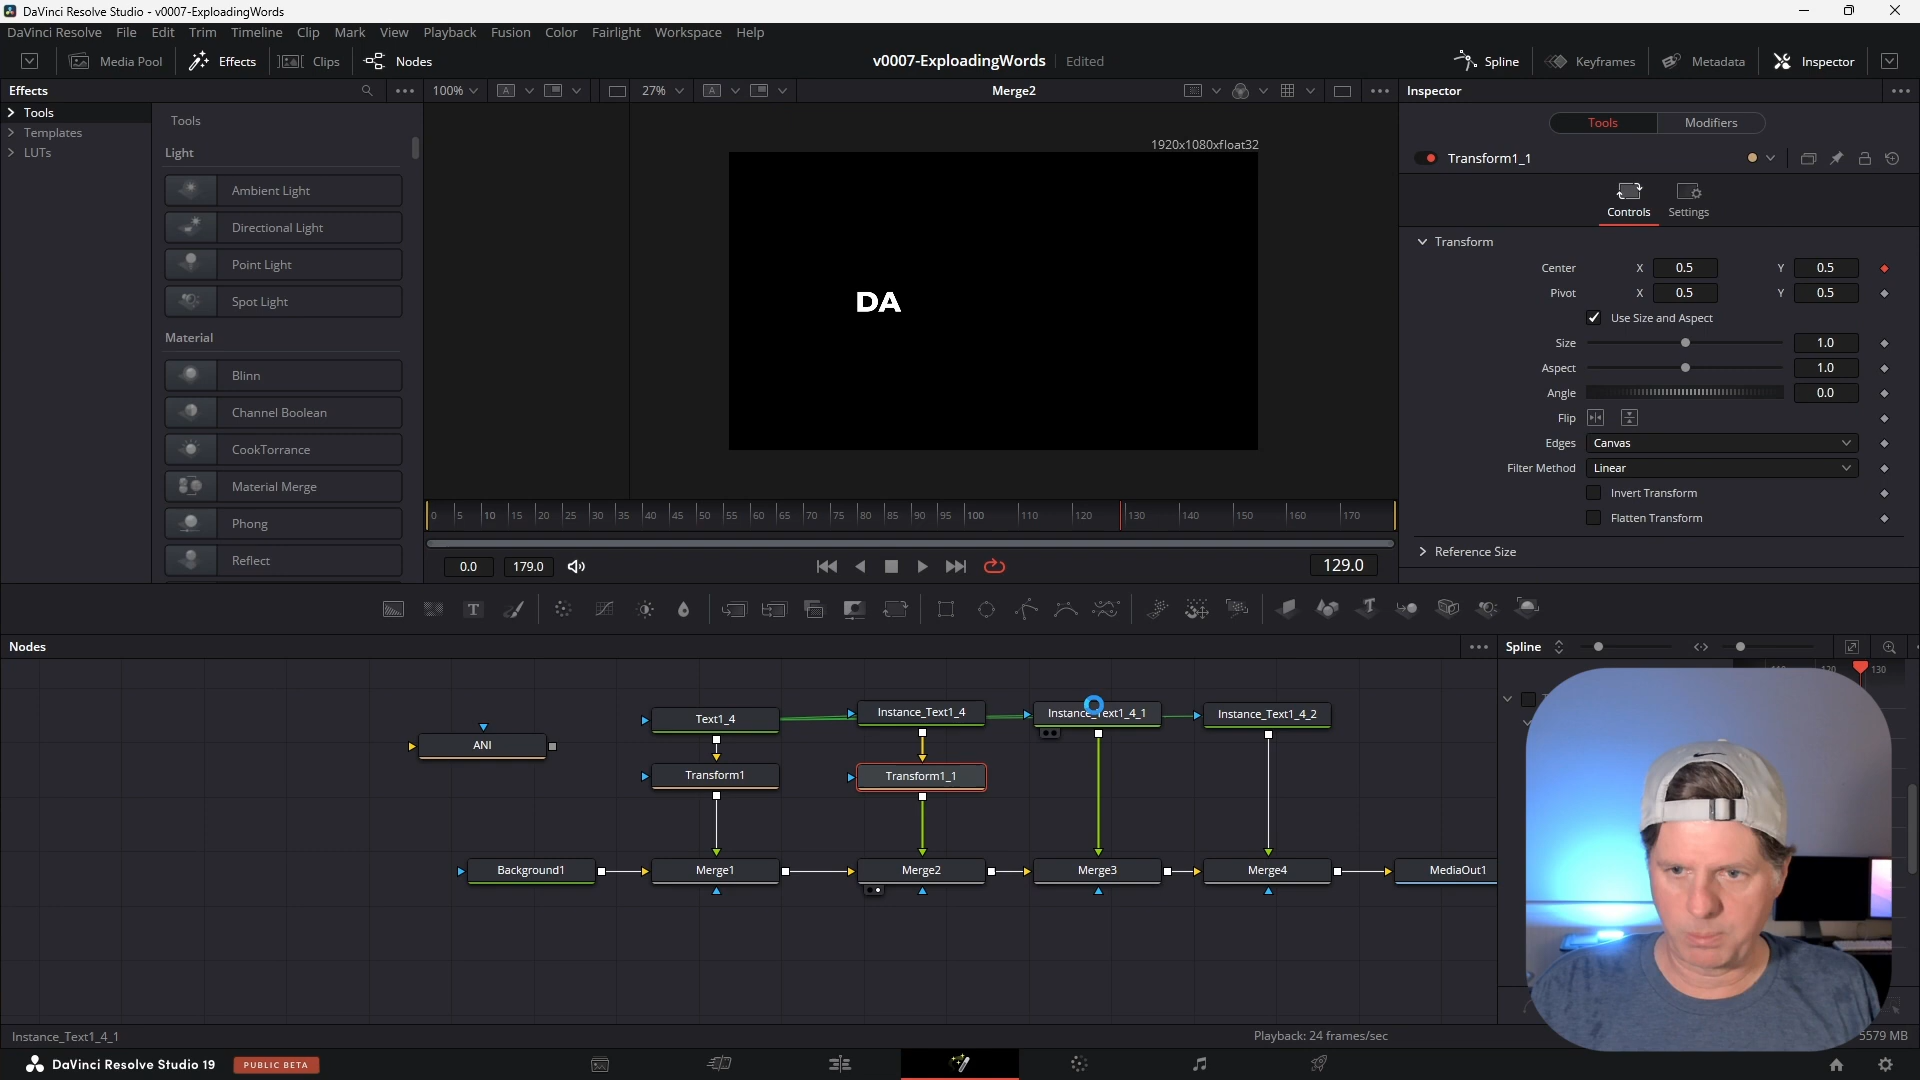 DaVinci Resolve Studio - v0007-ExploadingWords
DaVinci Resolve File Edit Trim Timeline Clip Mark View Playback Fusion Color Fairlight Workspace Help
Media Pool Effects Clips Nodes v0007-ExploadingWords Edited Spline Keyframes Metadata Inspector
Effects 100% 27% Merge2 Inspector
Tools
Templates
LUTs
Tools
Light
Ambient Light
Directional Light
Point Light
Spot Light
Material
Blinn
Channel Boolean
CookTorrance
Material Merge
Phong
Reflect
1920x1080xfloat32
DA
0 5 10 15 20 25 30 35 40 45 50 55 60 65 70 75 80 85 90 95 100 110 120 130 140 150 160 170
0.0 179.0 129.0
Tools Modifiers
Transform1_1
Controls Settings
Transform
Center X 0.5 Y 0.5
Pivot X 0.5 Y 0.5
Use Size and Aspect
Size 1.0
Aspect 1.0
Angle 0.0
Flip
Edges Canvas
Filter Method Linear
Invert Transform
Flatten Transform
Reference Size
Nodes Spline
ANI
Text1_4 Instance_Text1_4 Instance_Text1_4_1 Instance_Text1_4_2
Transform1 Transform1_1
Background1 Merge1 Merge2 Merge3 Merge4 MediaOut1
130
Instance_Text1_4_1 Playback: 24 frames/sec 5579 MB
DaVinci Resolve Studio 19 PUBLIC BETA